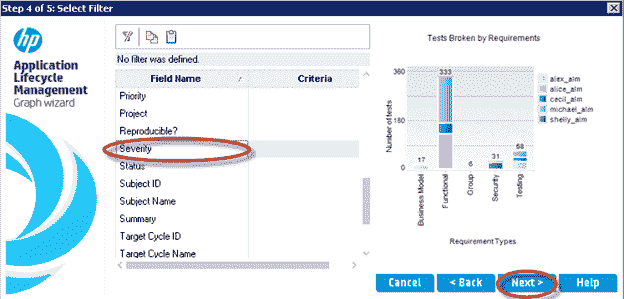 Step 4 of 5: Select Filter
hp
Application
Lifecycle
Management
Graph wizard
No filter was defined.
Field Name / Criteria
Priority
Project
Reproducible?
Severity
Status
Subject ID
Subject Name
Summary
Target Cycle ID
Target Cycle Name
Tests Broken by Requirements
Number of tests
360
180
0
17
333
6
31
58
Business Model
Functional
Group
Security
Testing
Requirement Types
alex_alm
alice_alm
cecil_alm
michael_alm
shelly_alm
Cancel
< Back
Next >
Help